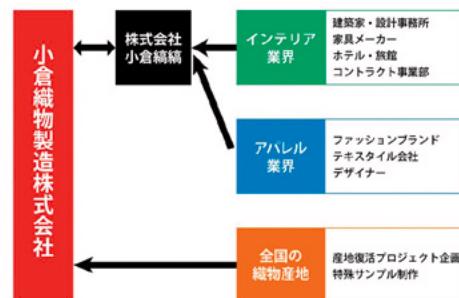 小倉織物製造株式会社
株式会社
小倉縞縞
インテリア
業界
建築家・設計事務所
家具メーカー
ホテル・旅館
コントラクト事業部
アパレル
業界
ファッションブランド
テキスタイル会社
デザイナー
全国の
織物産地
産地復活プロジェクト企画
特殊サンプル制作